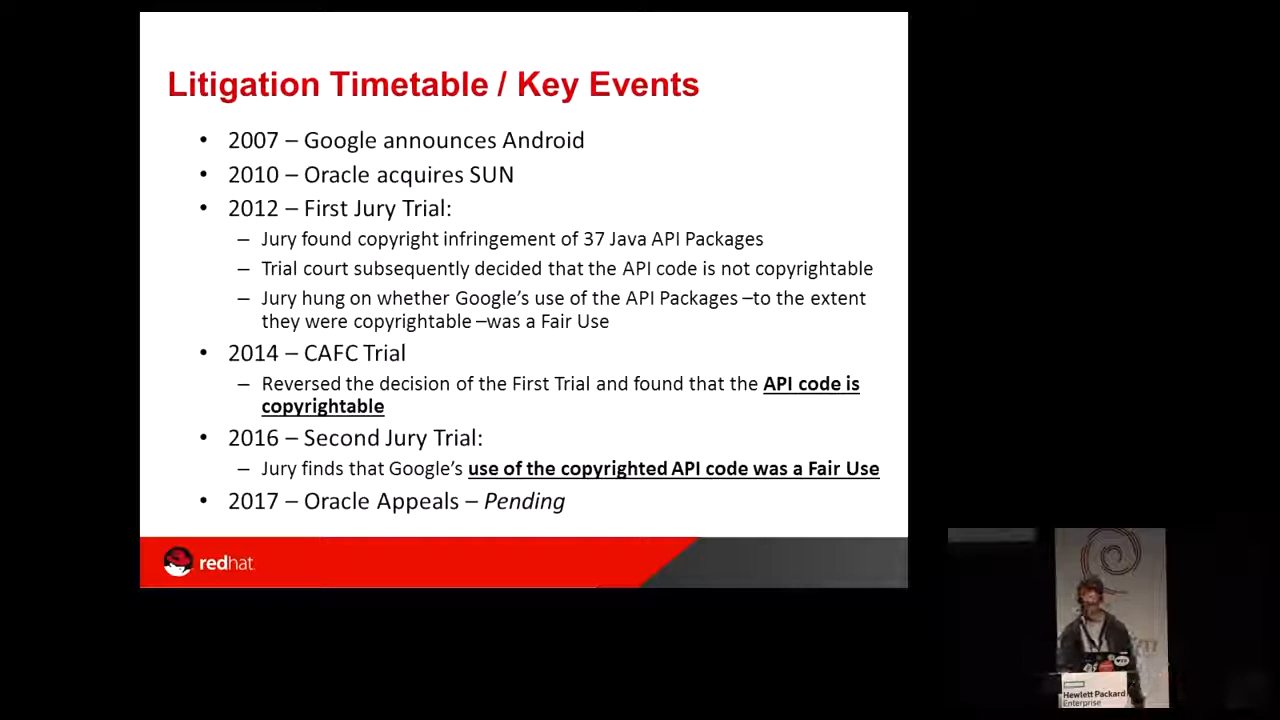 Litigation Timetable / Key Events
• 2007 – Google announces Android
• 2010 – Oracle acquires SUN
• 2012 – First Jury Trial:
– Jury found copyright infringement of 37 Java API Packages
– Trial court subsequently decided that the API code is not copyrightable
– Jury hung on whether Google's use of the API Packages –to the extent
they were copyrightable –was a Fair Use
• 2014 – CAFC Trial
– Reversed the decision of the First Trial and found that the API code is
copyrightable
• 2016 – Second Jury Trial:
– Jury finds that Google's use of the copyrighted API code was a Fair Use
• 2017 – Oracle Appeals – Pending
redhat.
Hewlett Packard
Enterprise